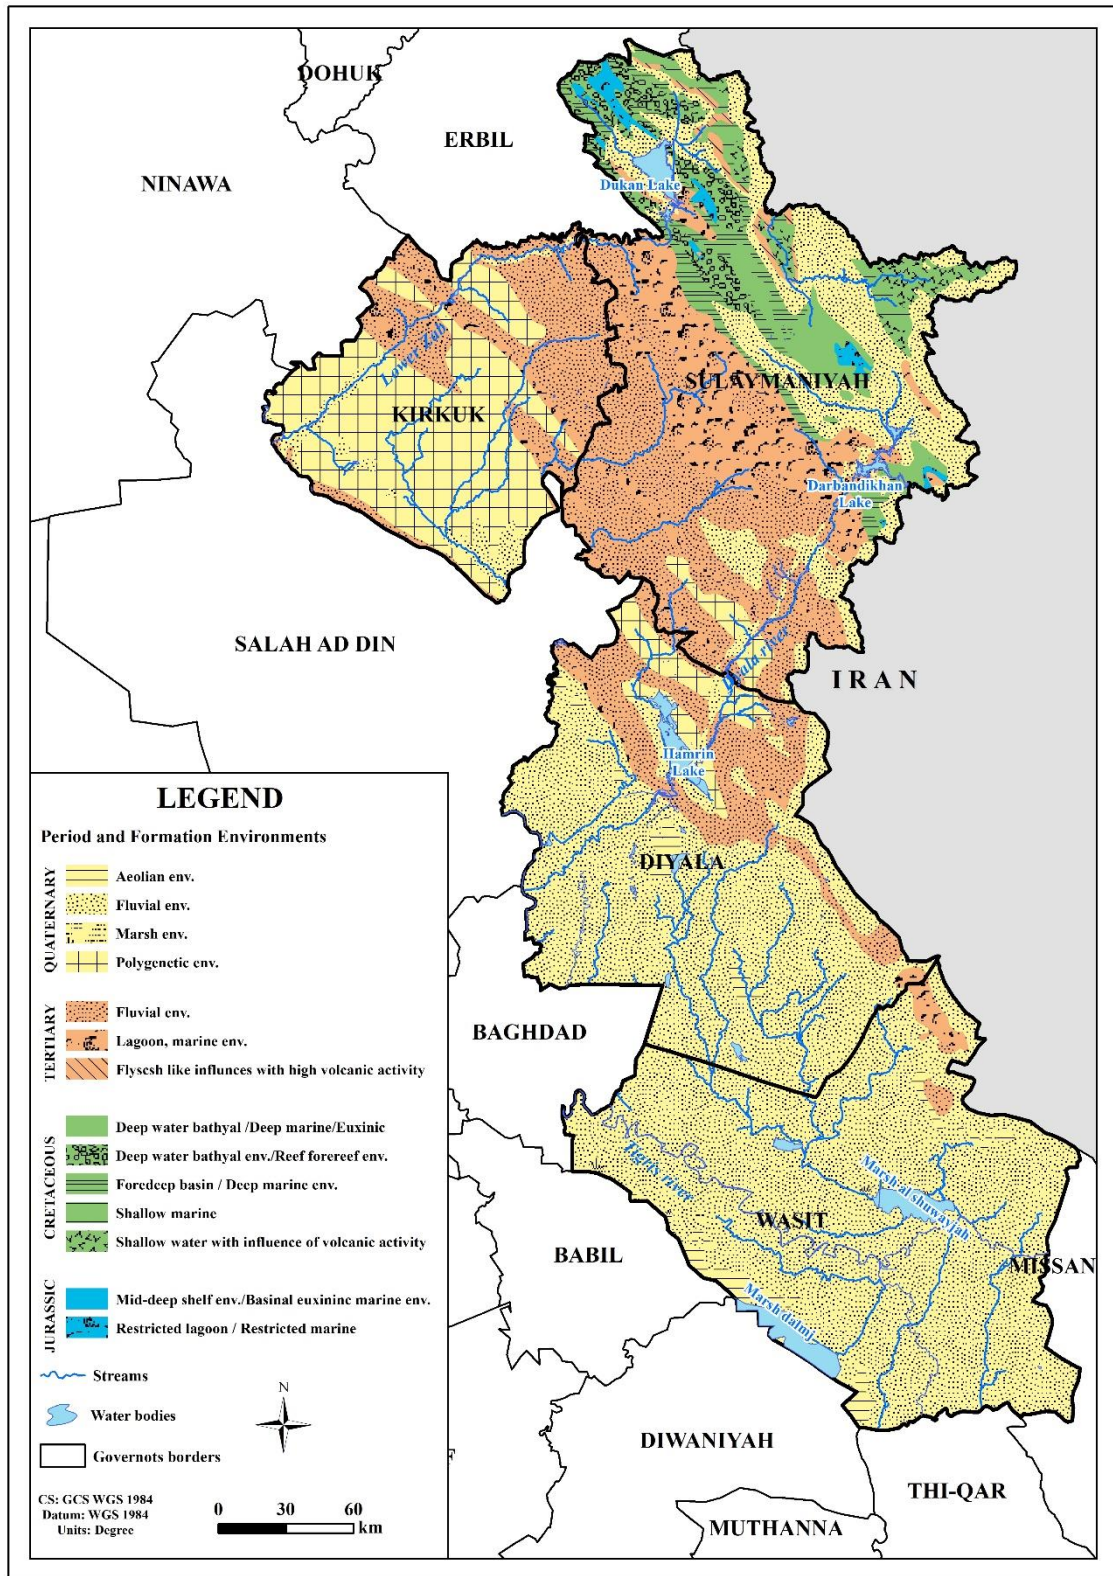 DOHUK
ERBIL
NINAWA
Dukan Lake
Lower Zab
KIRKUK
SULAYMANIYAH
Darbandikhan
Lake
SALAH AD DIN
Diyala river
IRAN
Hamrin
Lake
DIYALA
BAGHDAD
Tigris river
Marsh al shuwayjah
WASIT
MISSAN
BABIL
Marsh dalmj
DIWANIYAH
THI-QAR
MUTHANNA
LEGEND
Period and Formation Environments
QUATERNARY
Aeolian env.
Fluvial env.
Marsh env.
Polygenetic env.
TERTIARY
Fluvial env.
Lagoon, marine env.
Flyscsh like influnces with high volcanic activity
CRETACEOUS
Deep water bathyal /Deep marine/Euxinic
Deep water bathyal env./Reef forereef env.
Foredeep basin / Deep marine env.
Shallow marine
Shallow water with influence of volcanic activity
JURASSIC
Mid-deep shelf env./Basinal euxininc marine env.
Restricted lagoon / Restricted marine
Streams
Water bodies
Governots borders
N
CS: GCS WGS 1984
Datum: WGS 1984
Units: Degree
0 30 60
km